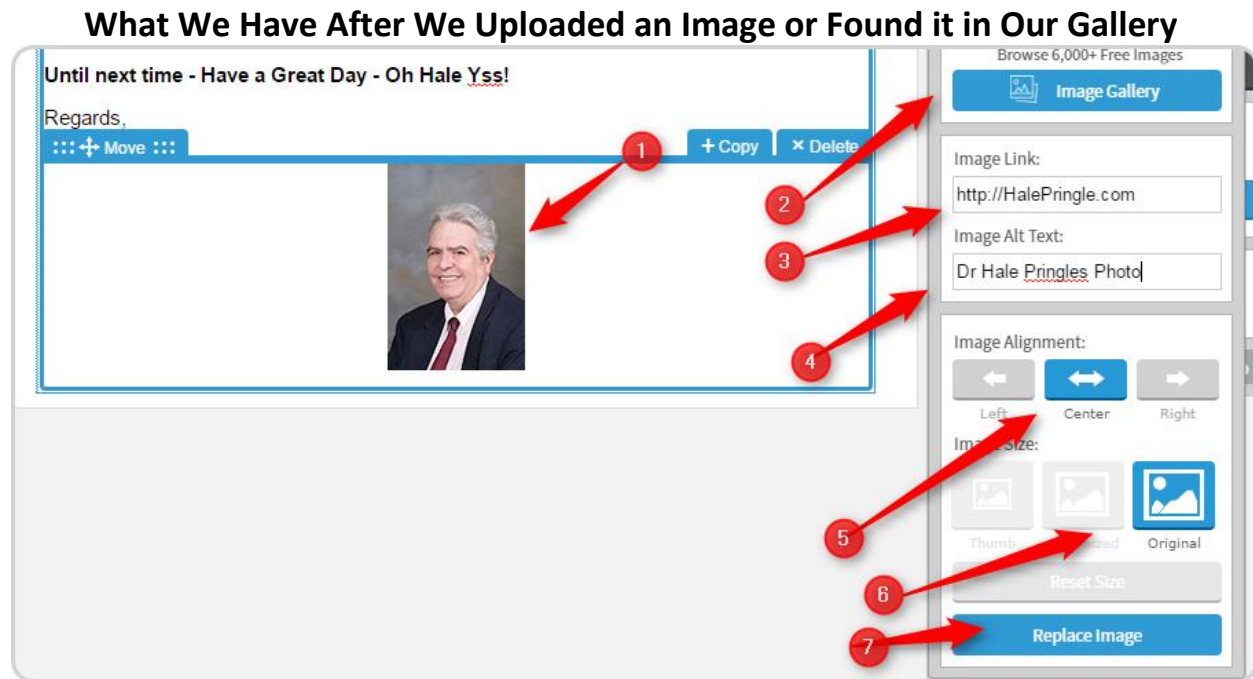 What We Have After We Uploaded an Image or Found it in Our Gallery
Until next time - Have a Great Day - Oh Hale Yss!
Regards,
Move
+ Copy
× Delete
1
Browse 6,000+ Free Images
Image Gallery
2
Image Link:
http://HalePringle.com
3
Image Alt Text:
Dr Hale Pringles Photo
4
Image Alignment:
Left Center Right
5
Image Size:
Thumb Original
6
Reset Size
7
Replace Image